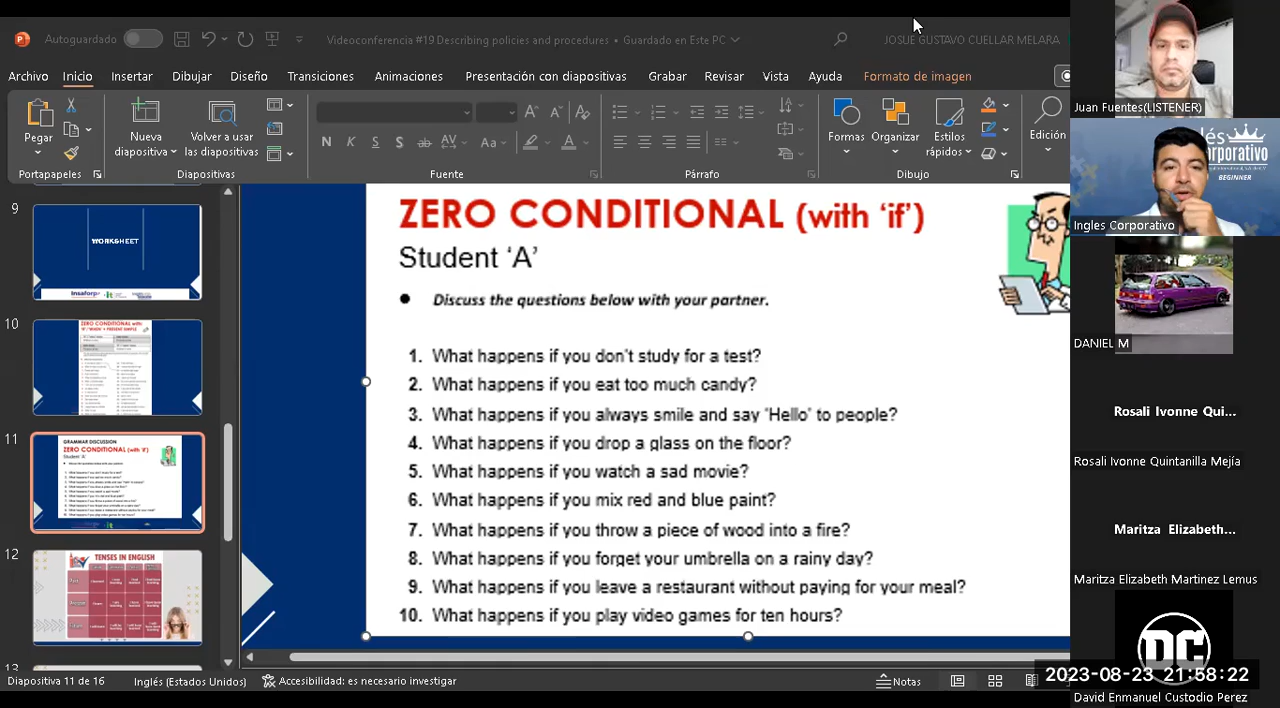 Autoguardado
Videoconferencia #19 Describing policies and procedures • Guardado en Este PC
JOSUE GUSTAVO CUELLAR MELARA
Archivo Inicio Insertar Dibujar Diseño Transiciones Animaciones Presentación con diapositivas Grabar Revisar Vista Ayuda Formato de imagen
Pegar
Nueva diapositiva
Volver a usar las diapositivas
Formas
Organizar
Estilos rápidos
Edición
Portapapeles
Diapositivas
Fuente
Párrafo
Dibujo
9
WORKSHEET
Insaforp
10
11
GRAMMAR DISCUSSION
ZERO CONDITIONAL (with 'if')
Student 'A'
12
TENSES IN ENGLISH
13
ZERO CONDITIONAL (with 'if')
Student 'A'
● Discuss the questions below with your partner.
1. What happens if you don't study for a test?
2. What happens if you eat too much candy?
3. What happens if you always smile and say 'Hello' to people?
4. What happens if you drop a glass on the floor?
5. What happens if you watch a sad movie?
6. What happens if you mix red and blue paint?
7. What happens if you throw a piece of wood into a fire?
8. What happens if you forget your umbrella on a rainy day?
9. What happens if you leave a restaurant without paying for your meal?
10. What happens if you play video games for ten hours?
Diapositiva 11 de 16
Inglés (Estados Unidos)
Accesibilidad: es necesario investigar
Notas
Juan Fuentes(LISTENER)
lés
orporativo
BEGINNER
Ingles Corporativo
DANIEL M
Rosali Ivonne Qui...
Rosali Ivonne Quintanilla Mejía
Maritza Elizabeth...
Maritza Elizabeth Martinez Lemus
DC
2023-08-23 21:58:22
David Enmanuel Custodio Perez